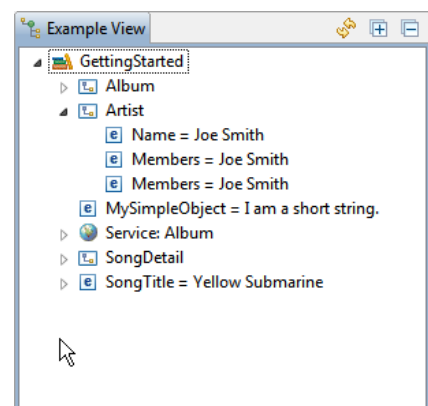 Example View
GettingStarted
Album
Artist
Name = Joe Smith
Members = Joe Smith
Members = Joe Smith
MySimpleObject = I am a short string.
Service: Album
SongDetail
SongTitle = Yellow Submarine